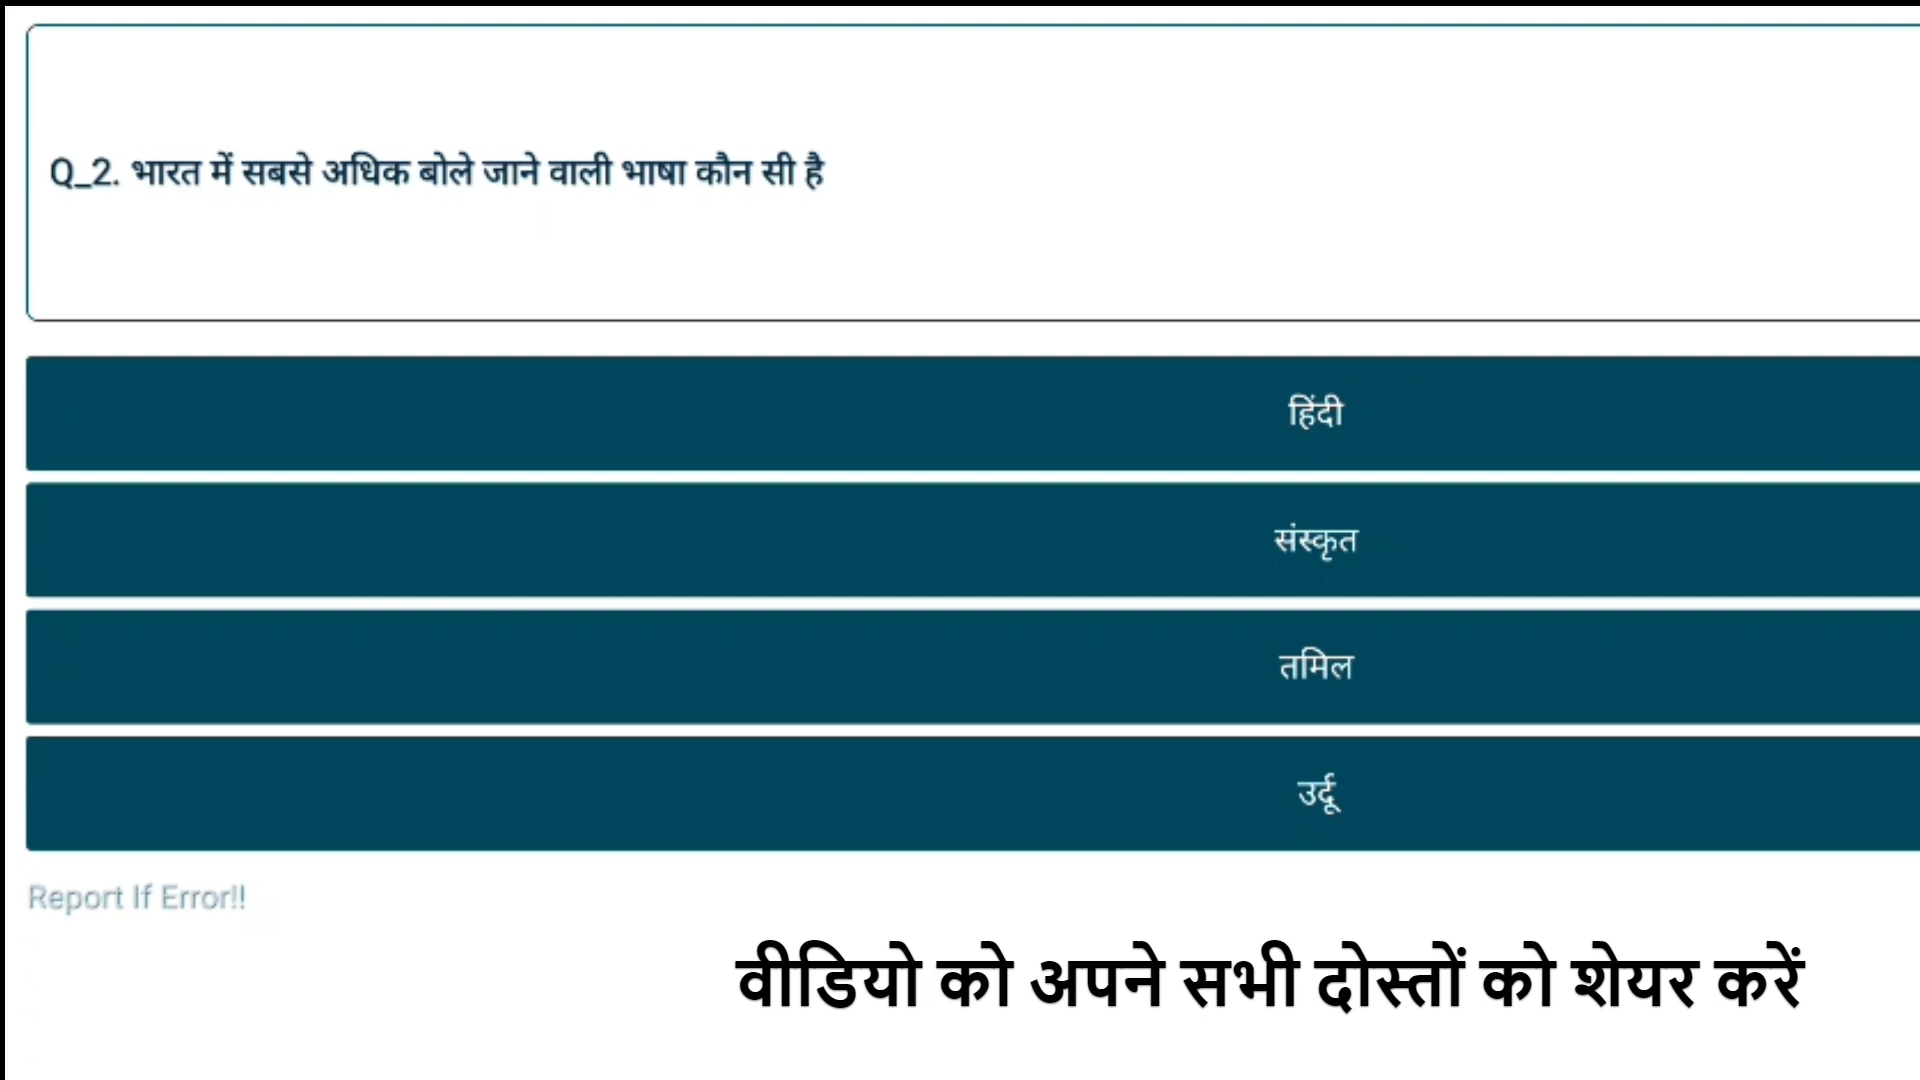 Q_2. भारत में सबसे अधिक बोले जाने वाली भाषा कौन सी है
हिंदी
संस्कृत
तमिल
उर्दू
Report If Error!!
वीडियो को अपने सभी दोस्तों को शेयर करें